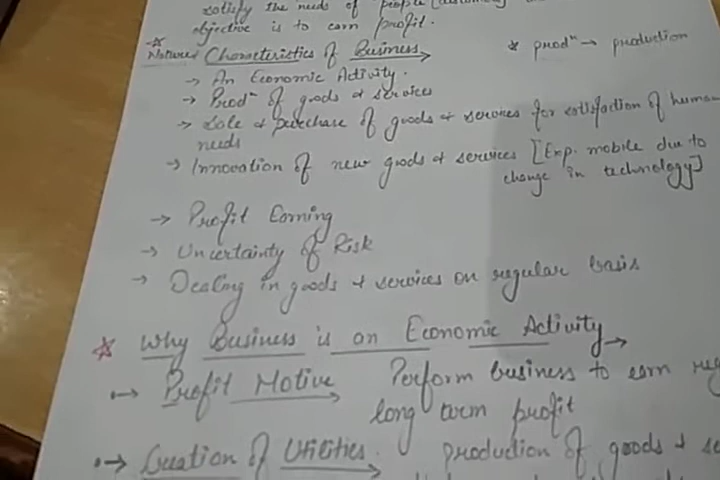 satisfy the needs of people
objective is to earn profit.
Nature/ Characteristics of Business → * prodⁿ → production
→ An Economic Activity.
→ Prodⁿ of goods & services
→ Sale & purchase of goods & services for satisfaction of human
needs
→ Innovation of new goods & services [Exp. mobile due to
change in technology]
→ Profit Earning
→ Uncertainty of Risk
→ Dealing in goods & services on regular basis
* Why Business is an Economic Activity →
→ Profit Motive → Perform business to earn
long term profit
→ Creation of Utilities → production of goods &